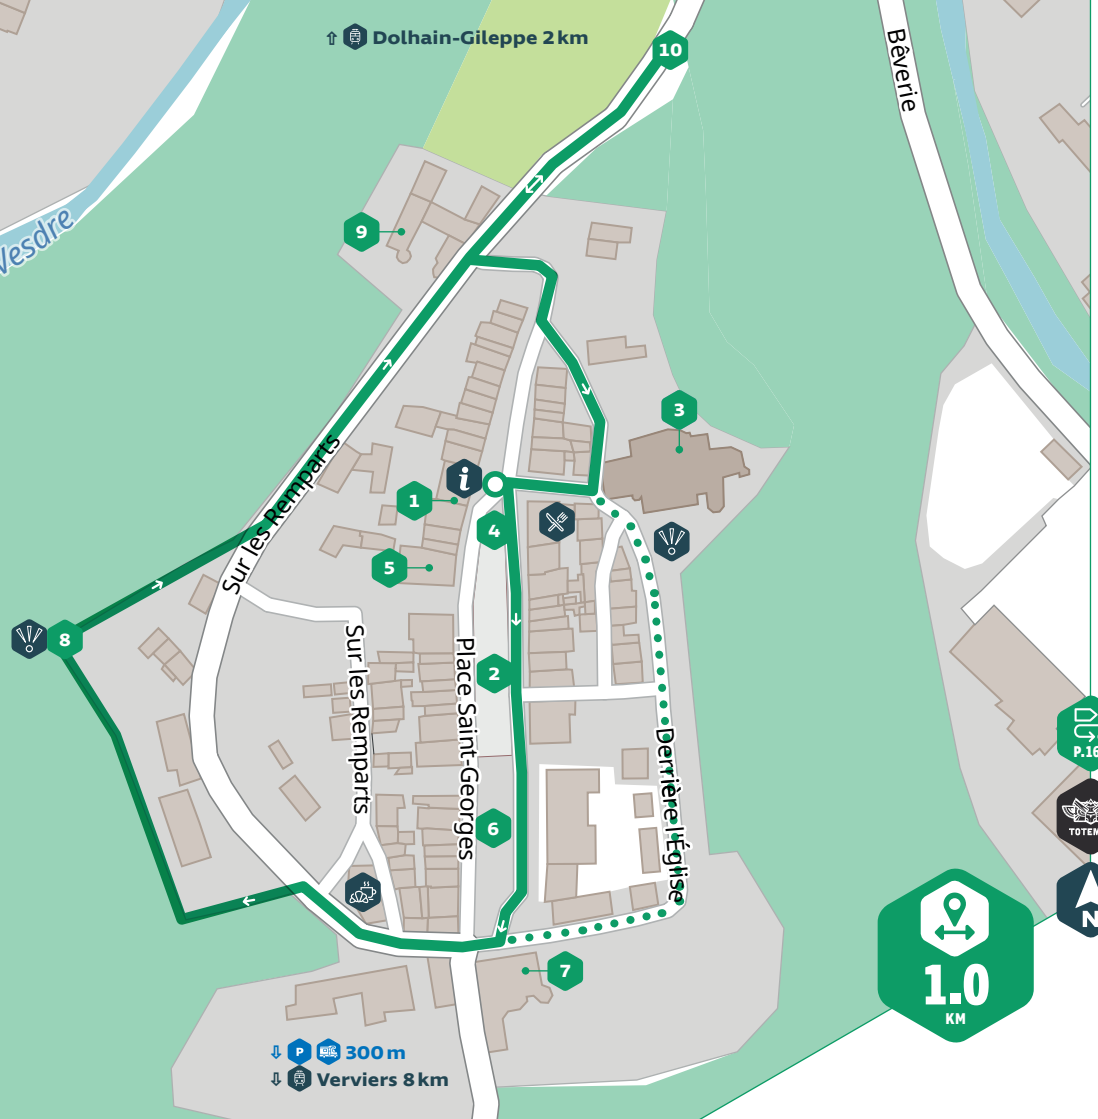 ⇧ Dolhain-Gileppe 2 km
10
Bêverie
Vesdre
9
3
i
1
4
5
Sur les Remparts
8
Sur les Remparts
Place Saint-Georges
2
Derrière l'Église
P.16
6
TOTEM
N
7
1.0
KM
⇩ P 300 m
⇩ Verviers 8 km